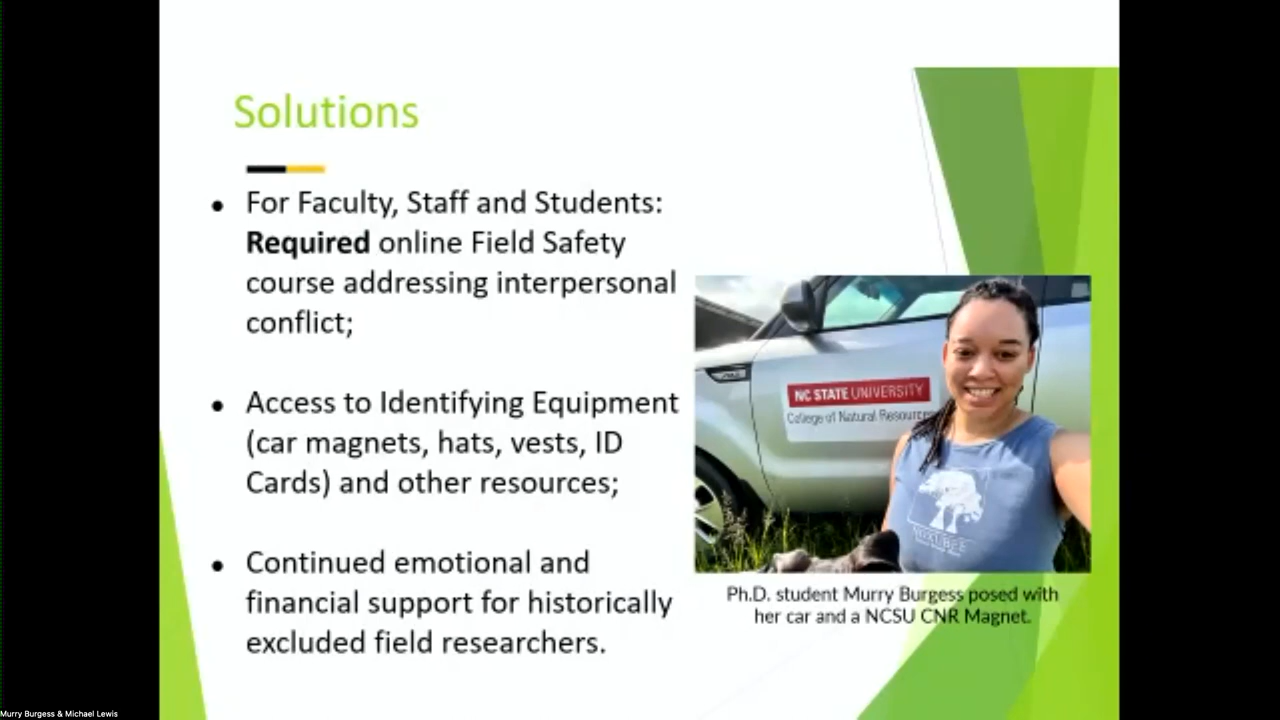 Solutions
• For Faculty, Staff and Students:
Required online Field Safety
course addressing interpersonal
conflict;
• Access to Identifying Equipment
(car magnets, hats, vests, ID
Cards) and other resources;
• Continued emotional and
financial support for historically
excluded field researchers.
NC STATE UNIVERSITY
College of Natural Resources
NOXUBEE
Ph.D. student Murry Burgess posed with
her car and a NCSU CNR Magnet.
Murry Burgess & Michael Lewis